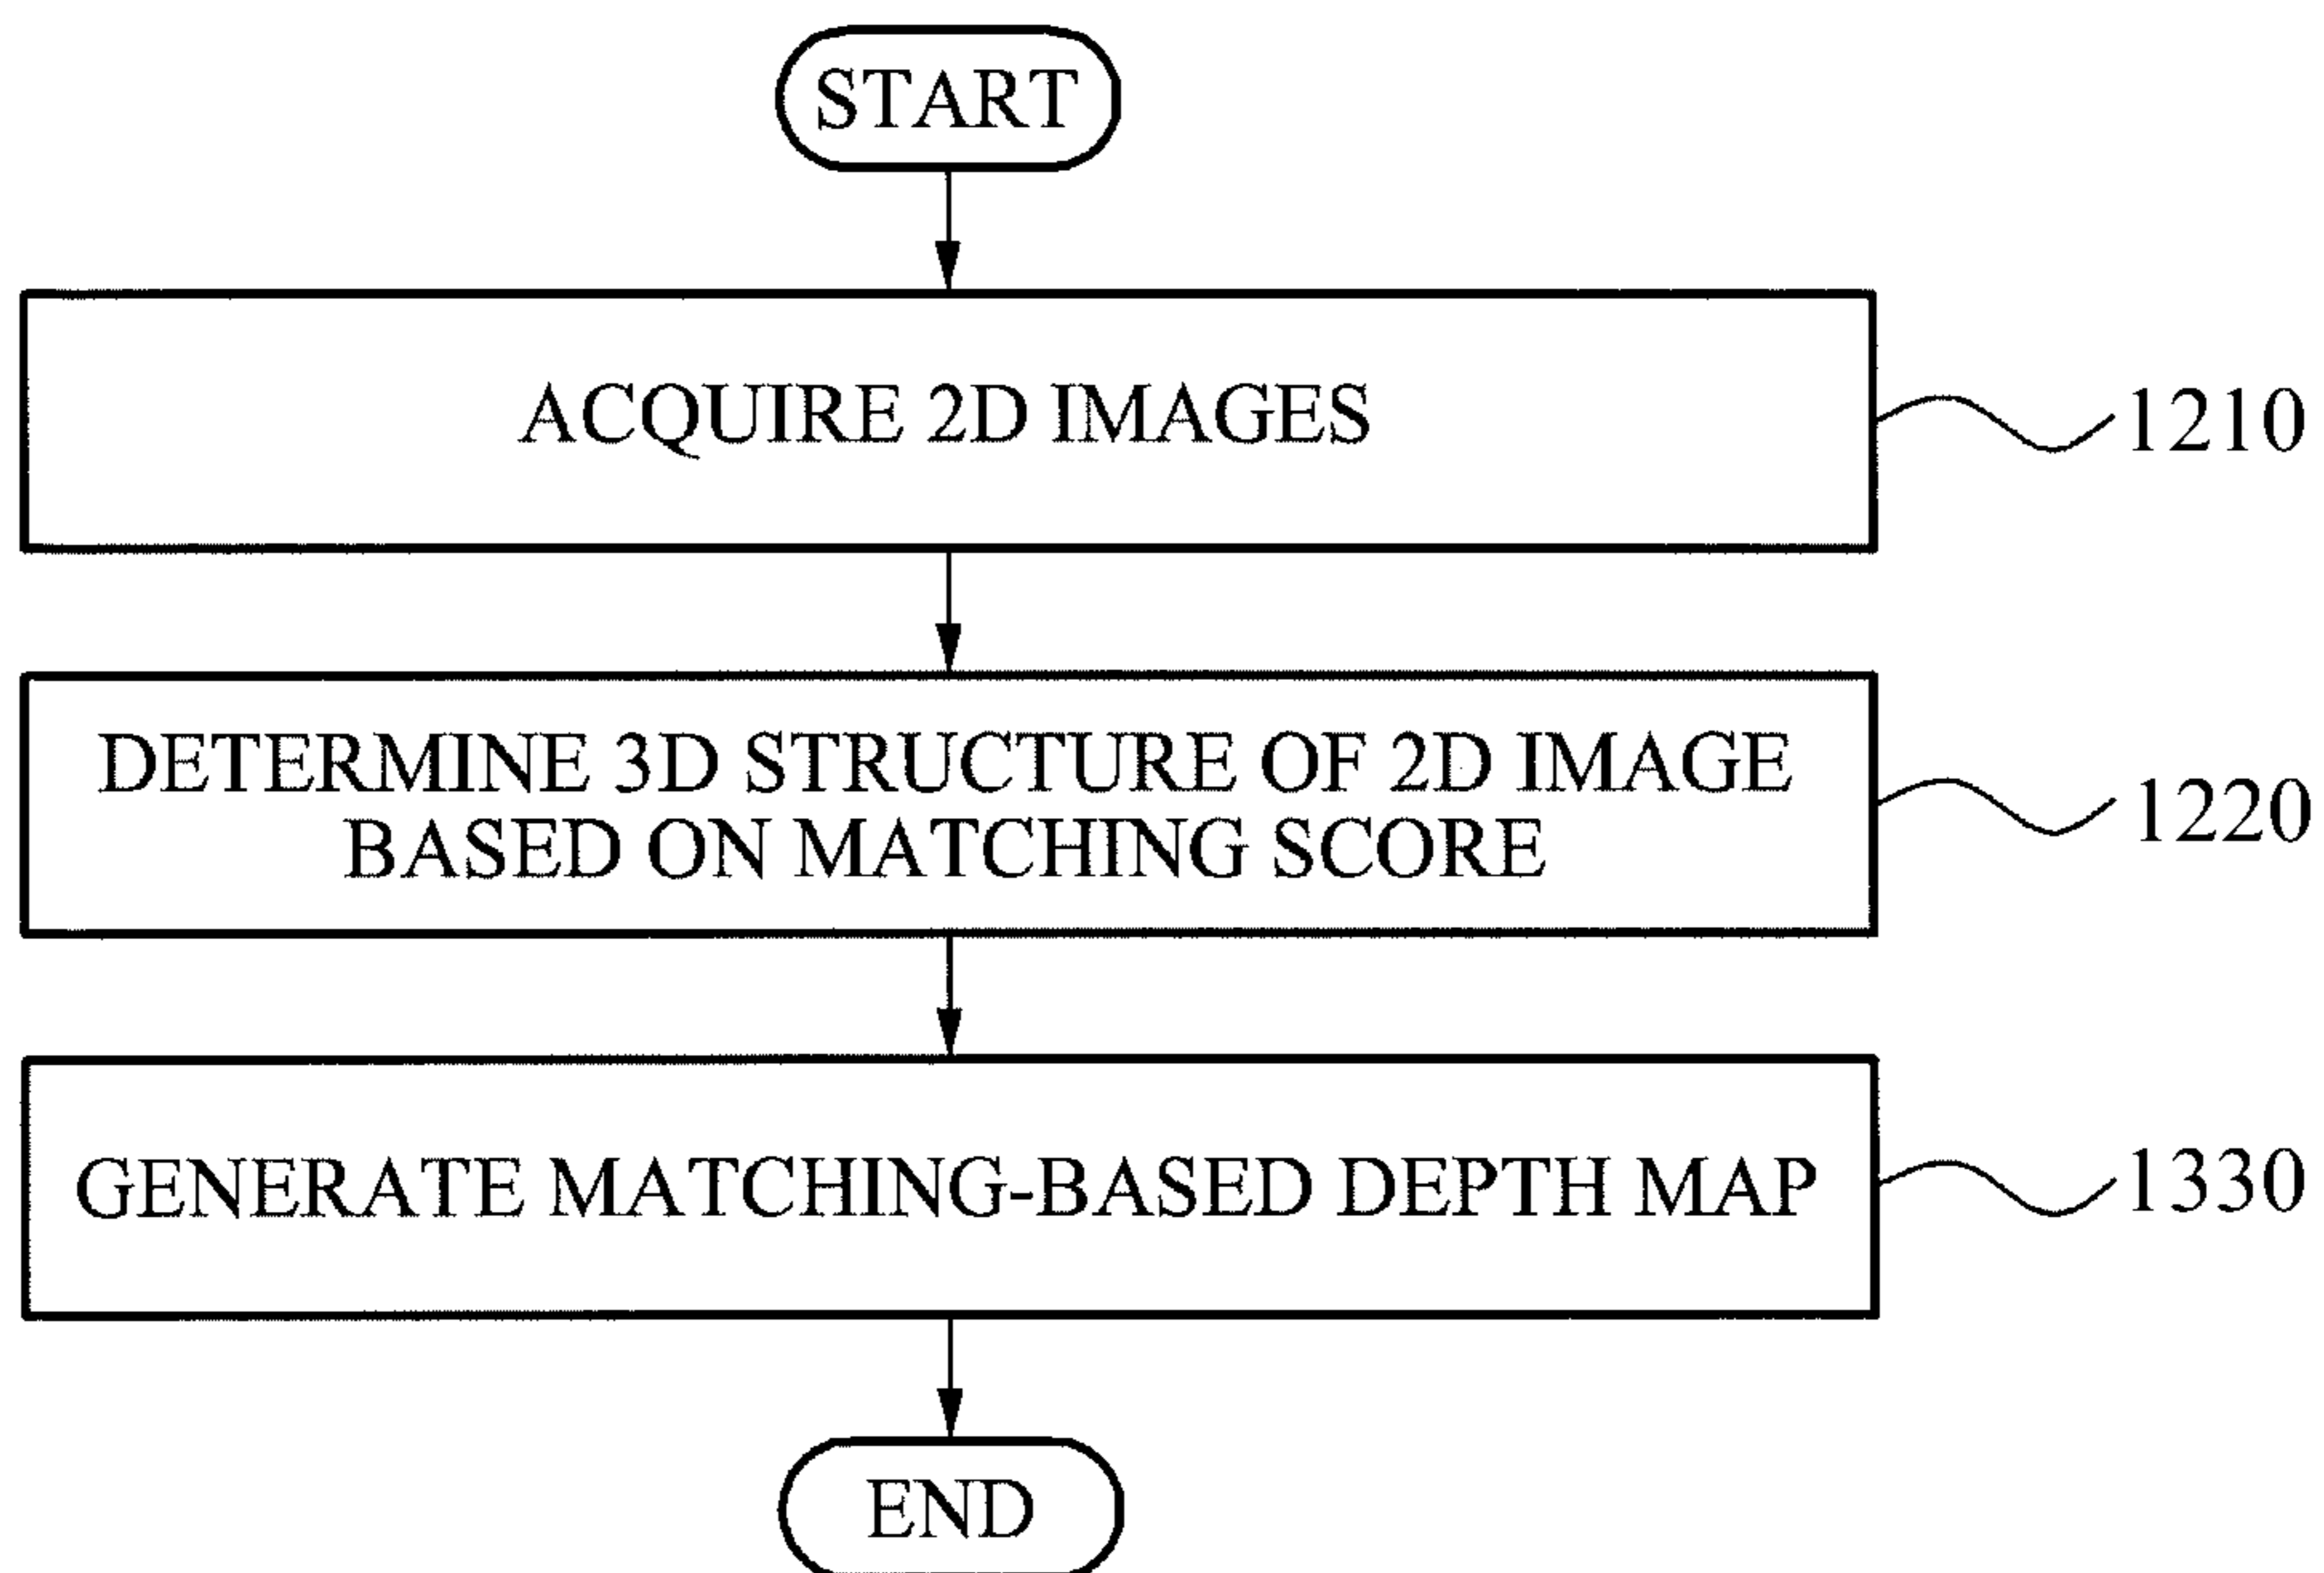 START
ACQUIRE 2D IMAGES
1210
DETERMINE 3D STRUCTURE OF 2D IMAGE
BASED ON MATCHING SCORE
1220
GENERATE MATCHING-BASED DEPTH MAP
1330
END